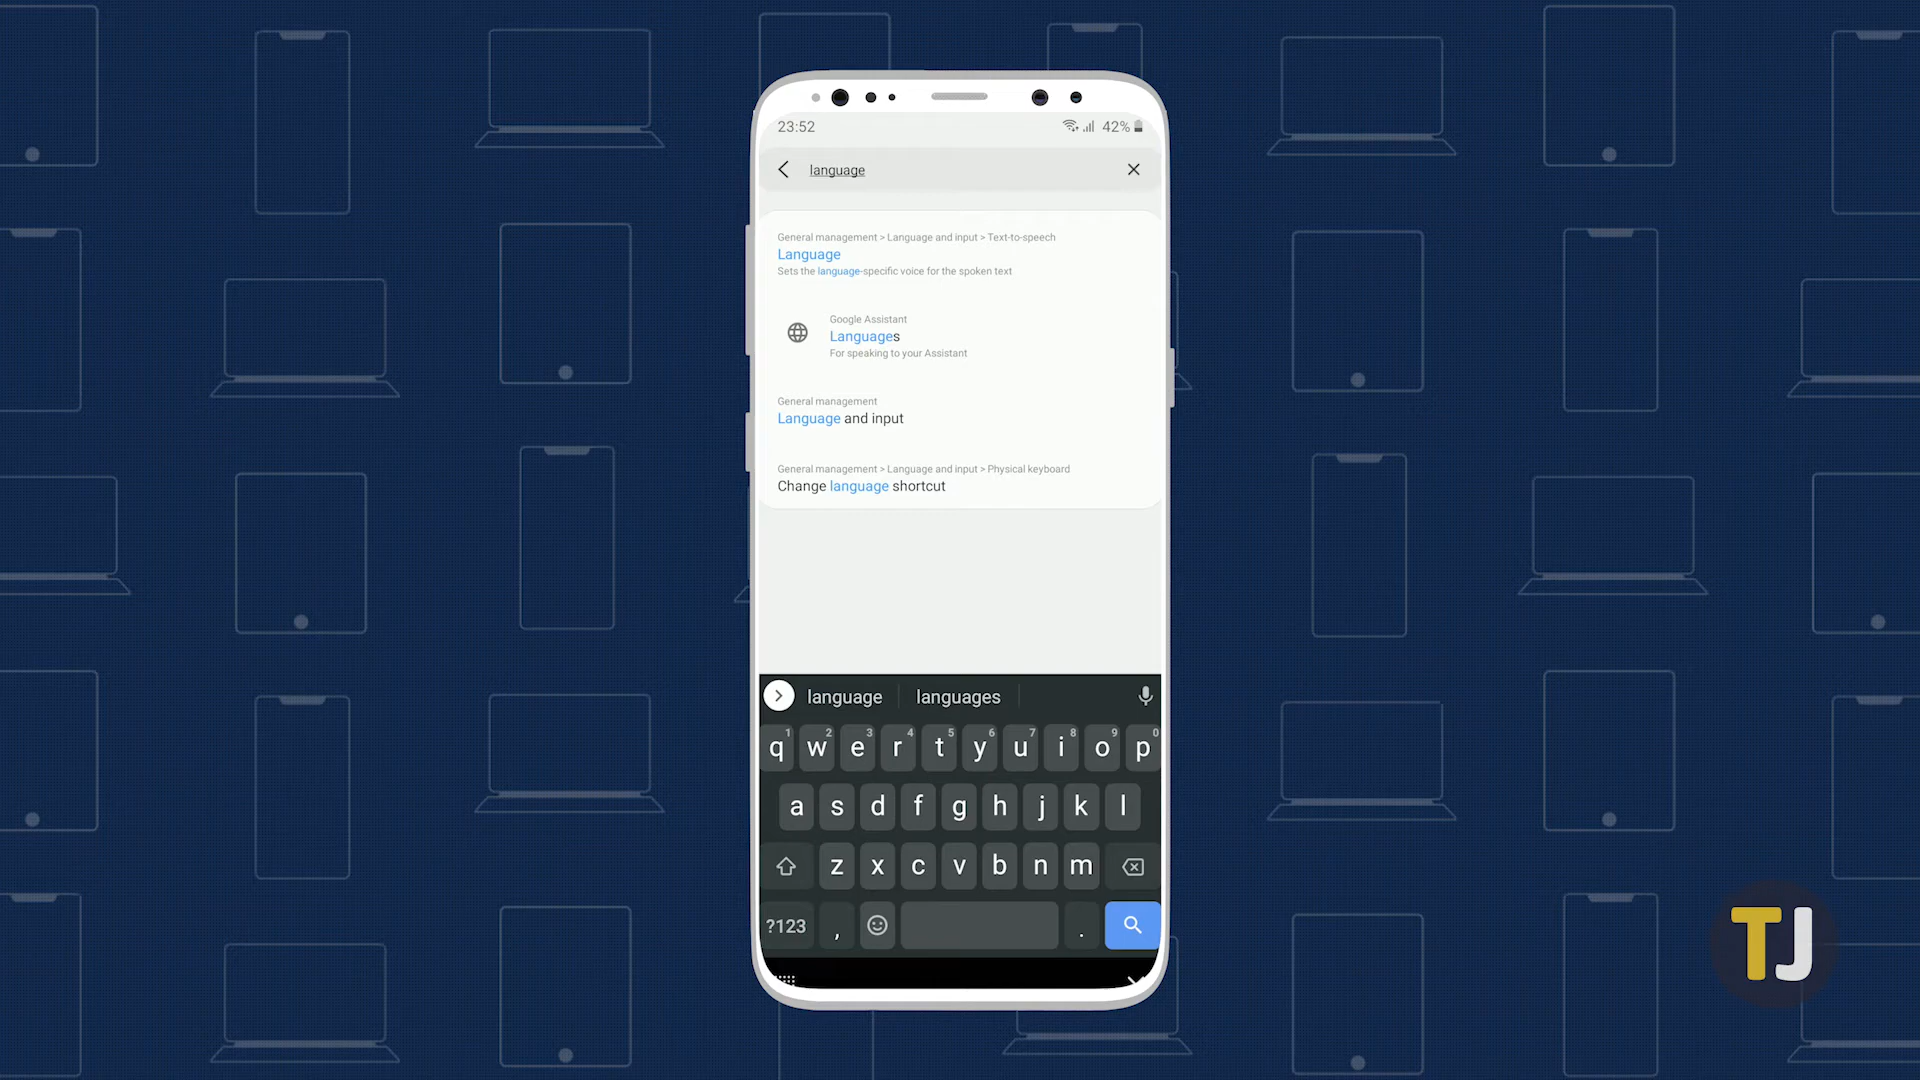 23:52
42%
language
General management > Language and input > Text-to-speech
Language
Sets the language-specific voice for the spoken text
Google Assistant
Languages
For speaking to your Assistant
General management
Language and input
General management > Language and input > Physical keyboard
Change language shortcut
language languages
1 2 3 4 5 6 7 8 9 0
q w e r t y u i o p
a s d f g h j k l
z x c v b n m
?123 , .
TJ